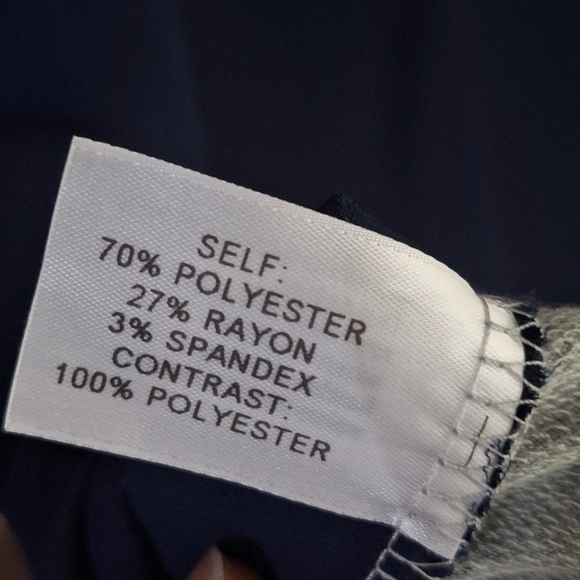 SELF:
70% POLYESTER
27% RAYON
3% SPANDEX
CONTRAST:
100% POLYESTER